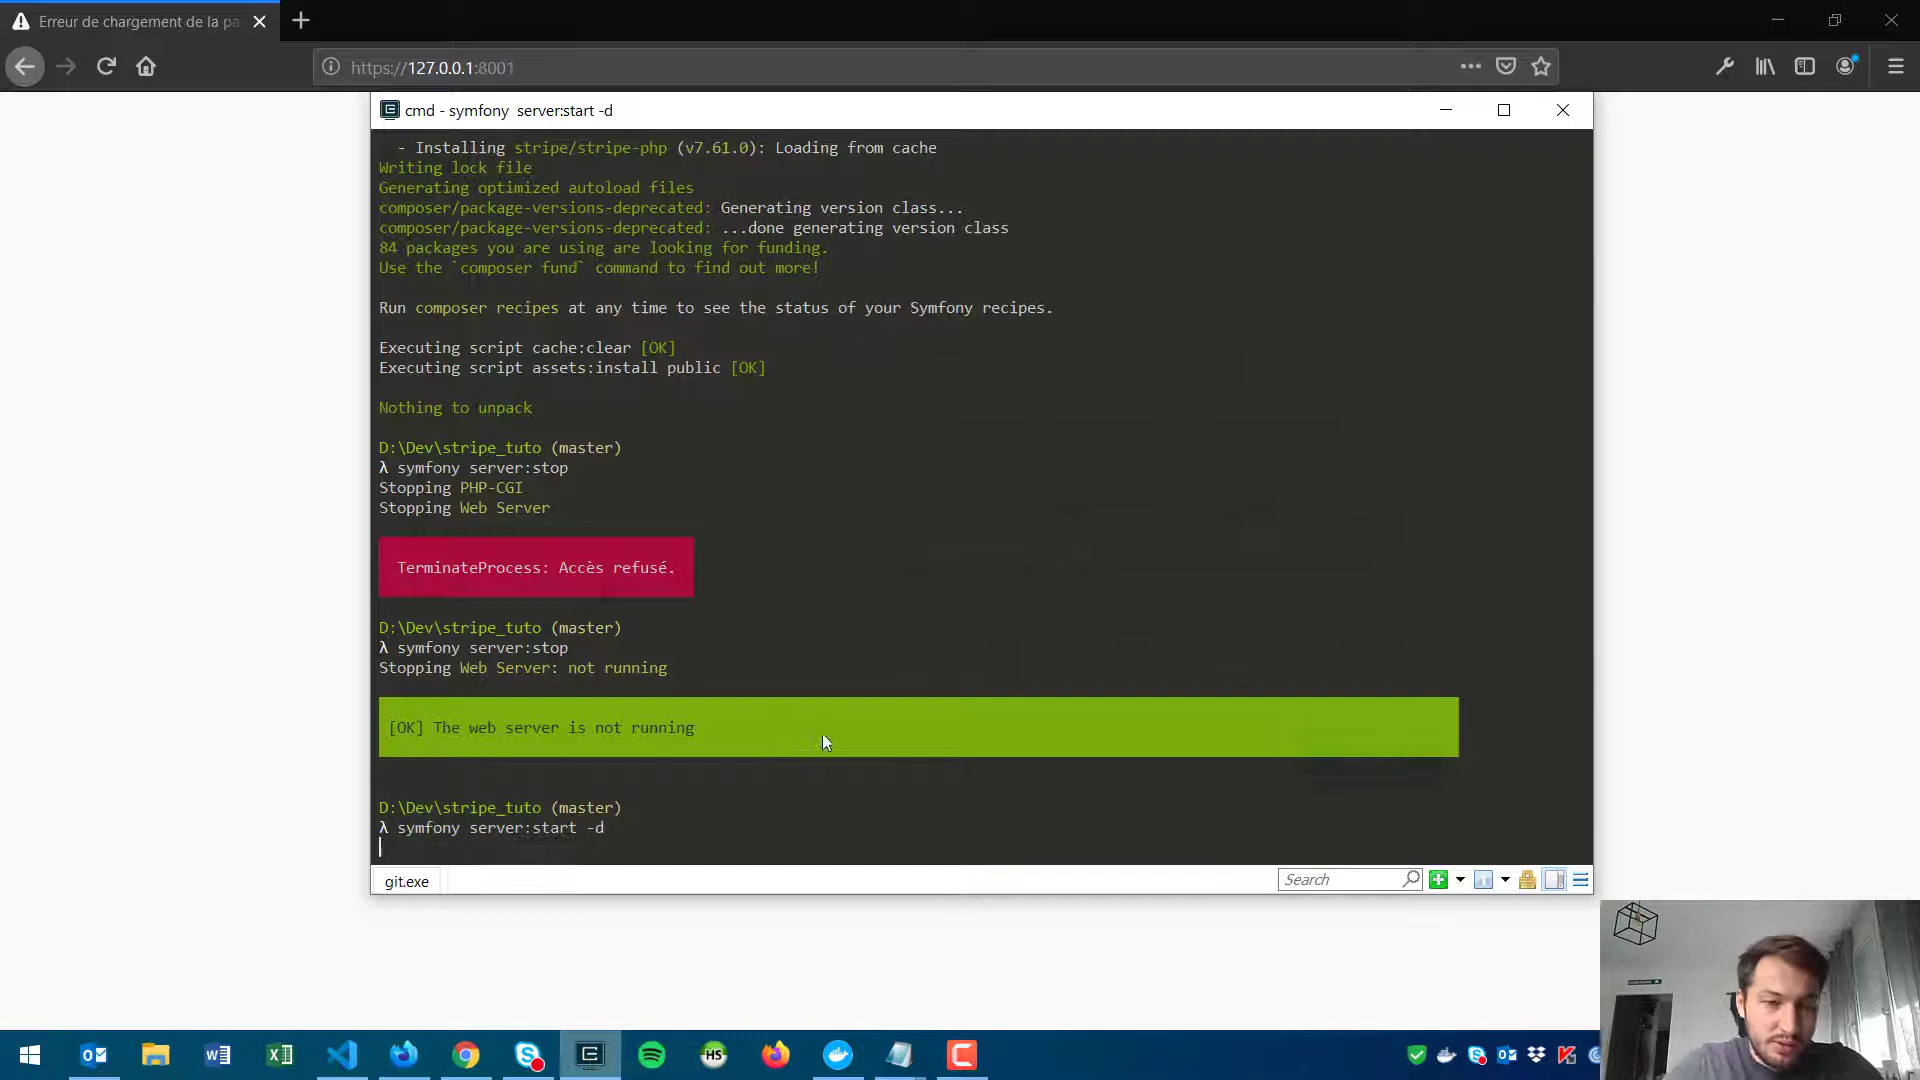 Erreur de chargement de la pa
https://127.0.0.1:8001
cmd - symfony  server:start -d
- Installing stripe/stripe-php (v7.61.0): Loading from cache
Writing lock file
Generating optimized autoload files
composer/package-versions-deprecated: Generating version class...
composer/package-versions-deprecated: ...done generating version class
84 packages you are using are looking for funding.
Use the `composer fund` command to find out more!
Run composer recipes at any time to see the status of your Symfony recipes.
Executing script cache:clear [OK]
Executing script assets:install public [OK]
Nothing to unpack
D:\Dev\stripe_tuto (master)
λ symfony server:stop
Stopping PHP-CGI
Stopping Web Server
TerminateProcess: Accès refusé.
D:\Dev\stripe_tuto (master)
λ symfony server:stop
Stopping Web Server: not running
[OK] The web server is not running
D:\Dev\stripe_tuto (master)
λ symfony server:start -d
git.exe
Search
HS